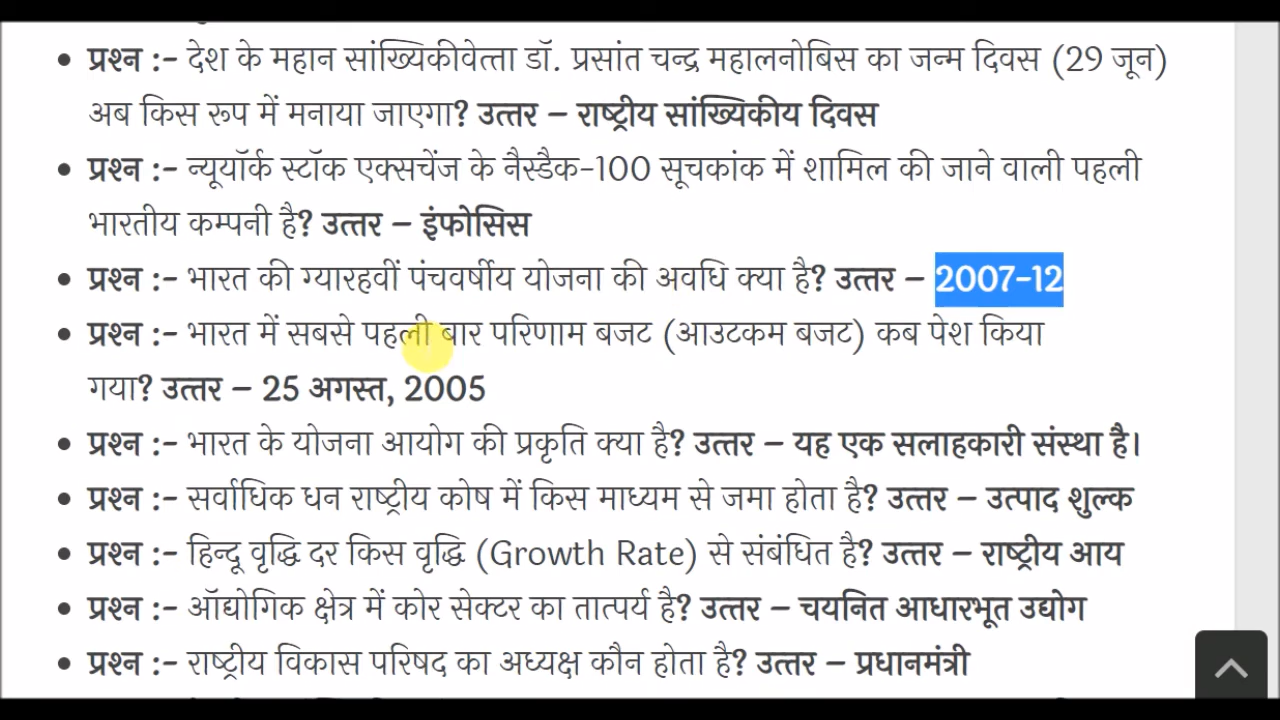 प्रश्न :- देश के महान सांख्यिकीवेत्ता डॉ. प्रसांत चन्द्र महालनोबिस का जन्म दिवस (29 जून)
अब किस रूप में मनाया जाएगा? उत्तर – राष्ट्रीय सांख्यिकीय दिवस
प्रश्न :- न्यूयॉर्क स्टॉक एक्सचेंज के नैस्डैक-100 सूचकांक में शामिल की जाने वाली पहली
भारतीय कम्पनी है? उत्तर – इंफोसिस
प्रश्न :- भारत की ग्यारहवीं पंचवर्षीय योजना की अवधि क्या है? उत्तर – 2007-12
प्रश्न :- भारत में सबसे पहली बार परिणाम बजट (आउटकम बजट) कब पेश किया
गया? उत्तर – 25 अगस्त, 2005
प्रश्न :- भारत के योजना आयोग की प्रकृति क्या है? उत्तर – यह एक सलाहकारी संस्था है।
प्रश्न :- सर्वाधिक धन राष्ट्रीय कोष में किस माध्यम से जमा होता है? उत्तर – उत्पाद शुल्क
प्रश्न :- हिन्दू वृद्धि दर किस वृद्धि (Growth Rate) से संबंधित है? उत्तर – राष्ट्रीय आय
प्रश्न :- ऑद्योगिक क्षेत्र में कोर सेक्टर का तात्पर्य है? उत्तर – चयनित आधारभूत उद्योग
प्रश्न :- राष्ट्रीय विकास परिषद का अध्यक्ष कौन होता है? उत्तर – प्रधानमंत्री